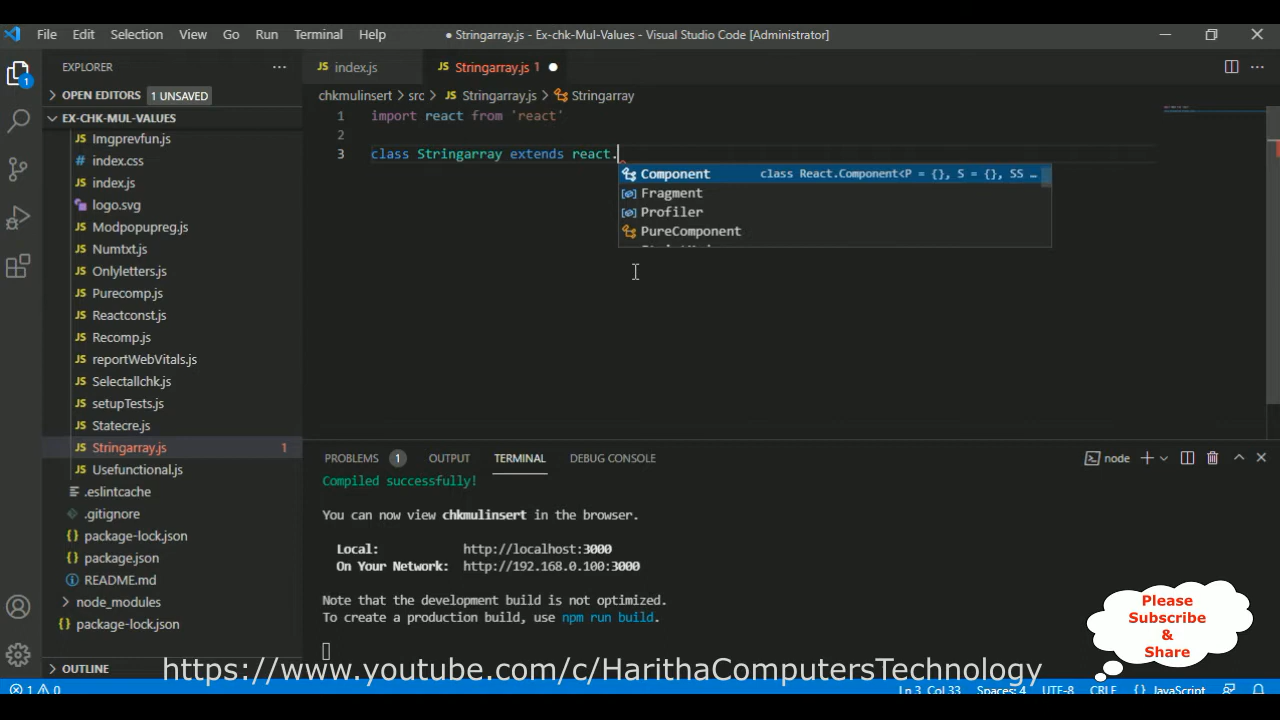 File Edit Selection View Go Run Terminal Help
● Stringarray.js - Ex-chk-Mul-Values - Visual Studio Code [Administrator]
EXPLORER
index.js
Stringarray.js 1
OPEN EDITORS 1 UNSAVED
EX-CHK-MUL-VALUES
Imgprevfun.js
index.css
index.js
logo.svg
Modpopupreg.js
Numtxt.js
Onlyletters.js
Purecomp.js
Reactconst.js
Recomp.js
reportWebVitals.js
Selectallchk.js
setupTests.js
Statecre.js
Stringarray.js 1
Usefunctional.js
.eslintcache
.gitignore
package-lock.json
package.json
README.md
node_modules
package-lock.json
OUTLINE
chkmulinsert > src > JS Stringarray.js > Stringarray
1 import react from 'react'
2
3 class Stringarray extends react.
Component class React.Component<P = {}, S = {}, SS …
Fragment
Profiler
PureComponent
PROBLEMS 1 OUTPUT TERMINAL DEBUG CONSOLE
node
Compiled successfully!
You can now view chkmulinsert in the browser.
Local: http://localhost:3000
On Your Network: http://192.168.0.100:3000
Note that the development build is not optimized.
To create a production build, use npm run build.
Please
Subscribe
&
Share
https://www.youtube.com/c/HarithaComputersTechnology
1 0
Ln 3, Col 33 Spaces: 4 UTF-8 CRLF {} JavaScript